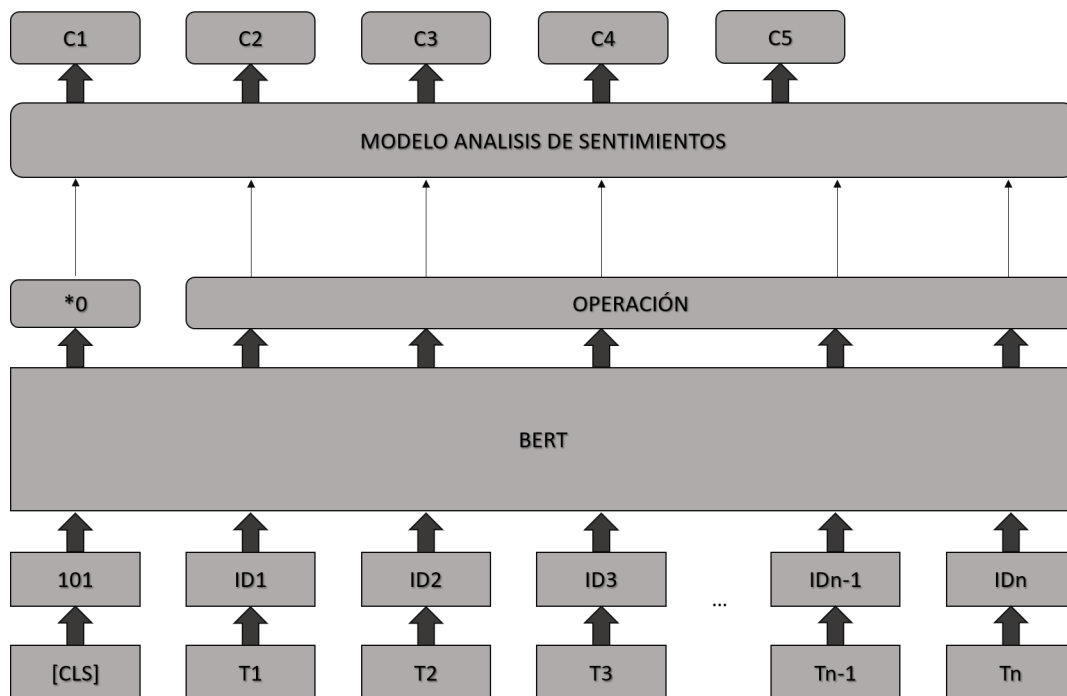 C1 C2 C3 C4 C5
MODELO ANALISIS DE SENTIMIENTOS
*0 OPERACIÓN
BERT
101 ID1 ID2 ID3 ... IDn-1 IDn
[CLS] T1 T2 T3 Tn-1 Tn